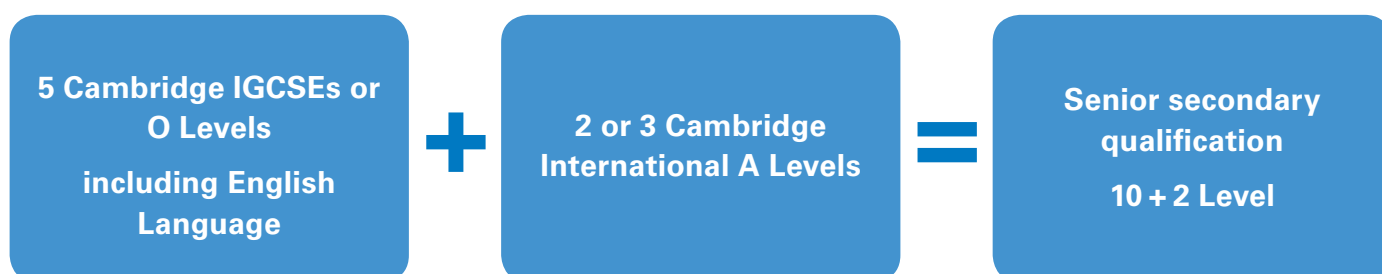 5 Cambridge IGCSEs or
O Levels
including English
Language
+
2 or 3 Cambridge
International A Levels
=
Senior secondary
qualification
10 + 2 Level